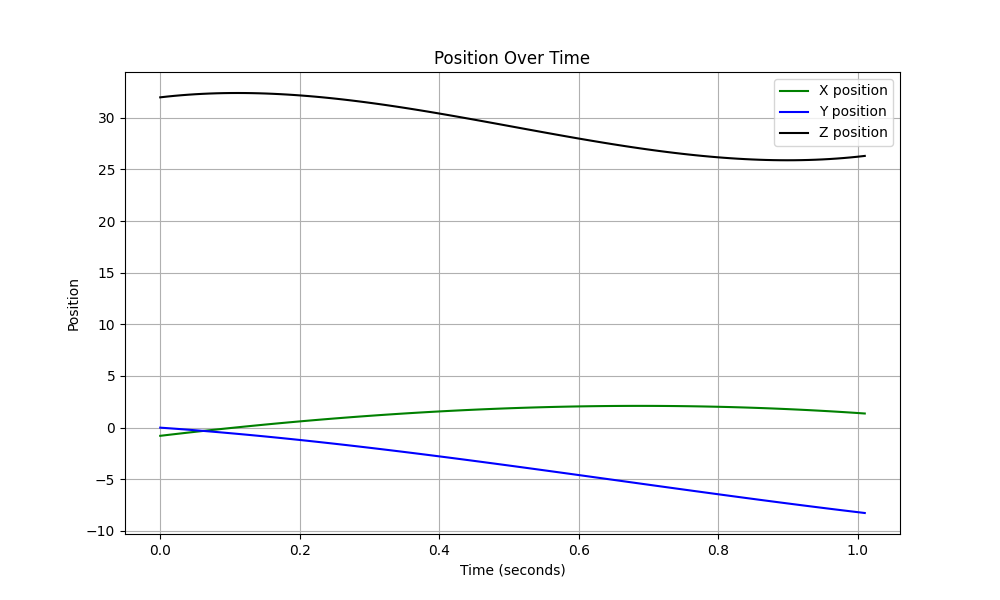 Position Over Time
X position
Y position
Z position
Position
30
25
20
15
10
5
0
−5
−10
0.0 0.2 0.4 0.6 0.8 1.0
Time (seconds)